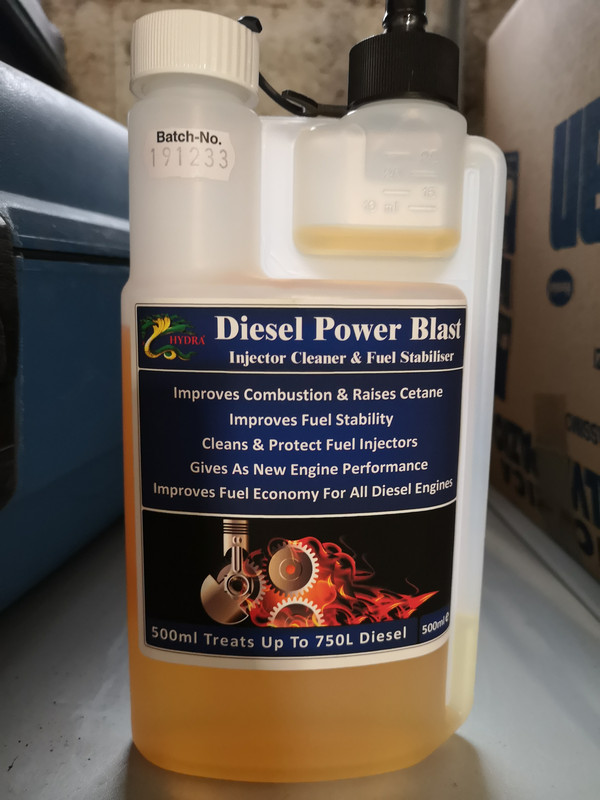 Batch-No.
191233
HYDRA
Diesel Power Blast
Injector Cleaner & Fuel Stabiliser
Improves Combustion & Raises Cetane
Improves Fuel Stability
Cleans & Protect Fuel Injectors
Gives As New Engine Performance
Improves Fuel Economy For All Diesel Engines
500ml Treats Up To 750L Diesel
500ml e